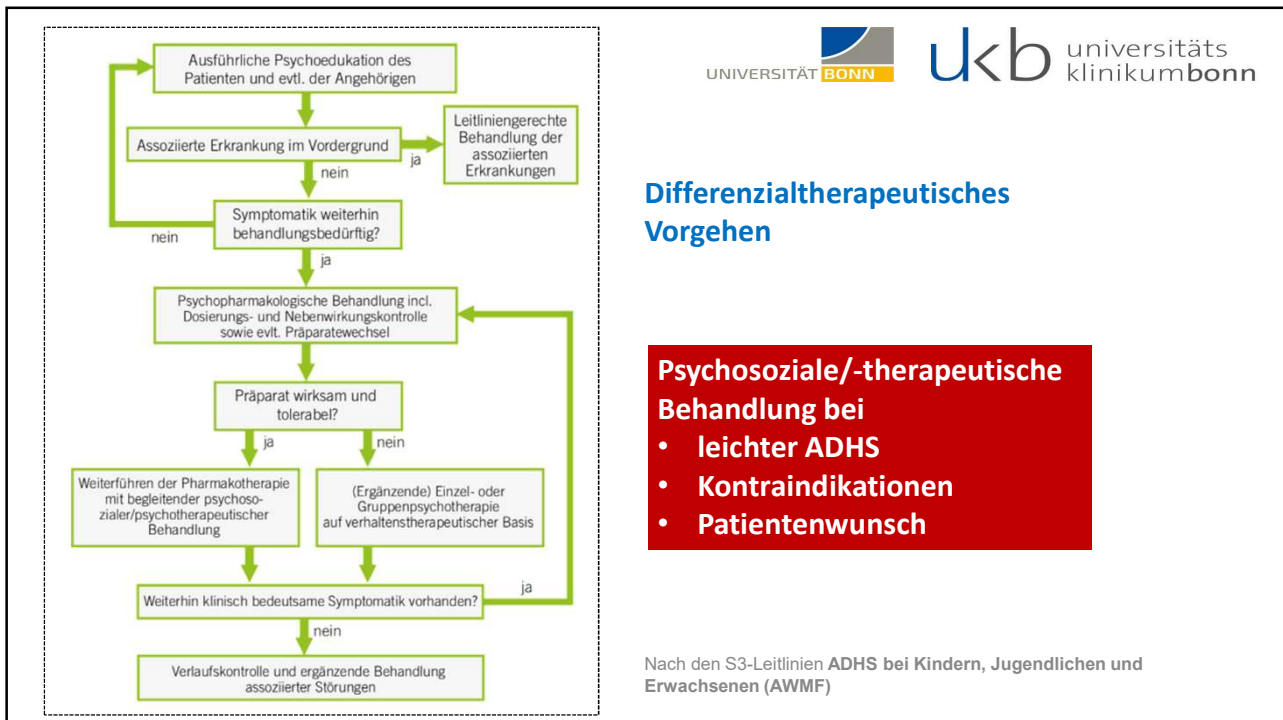 Ausführliche Psychoedukation des
Patienten und evtl. der Angehörigen
Assoziierte Erkrankung im Vordergrund
ja
Leitliniengerechte
Behandlung der
assoziierten
Erkrankungen
nein
Symptomatik weiterhin
behandlungsbedürftig?
nein
ja
Psychopharmakologische Behandlung incl.
Dosierungs- und Nebenwirkungskontrolle
sowie evlt. Präparatewechsel
Präparat wirksam und
tolerabel?
ja
nein
Weiterführen der Pharmakotherapie
mit begleitender psychoso-
zialer/psychotherapeutischer
Behandlung
(Ergänzende) Einzel- oder
Gruppenpsychotherapie
auf verhaltenstherapeutischer Basis
Weiterhin klinisch bedeutsame Symptomatik vorhanden?
ja
nein
Verlaufskontrolle und ergänzende Behandlung
assoziierter Störungen
UNIVERSITÄT BONN
ukb universitäts
klinikumbonn
Differenzialtherapeutisches
Vorgehen
Psychosoziale/-therapeutische
Behandlung bei
• leichter ADHS
• Kontraindikationen
• Patientenwunsch
Nach den S3-Leitlinien ADHS bei Kindern, Jugendlichen und
Erwachsenen (AWMF)